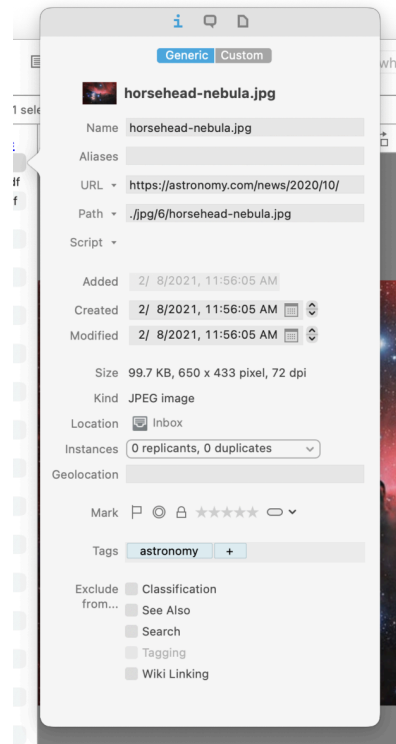 Generic Custom
wh
1 sele
horsehead-nebula.jpg
Name horsehead-nebula.jpg
Aliases
df
f
URL https://astronomy.com/news/2020/10/
Path ./jpg/6/horsehead-nebula.jpg
Script
Added 2/ 8/2021, 11:56:05 AM
Created 2/ 8/2021, 11:56:05 AM
Modified 2/ 8/2021, 11:56:05 AM
Size 99.7 KB, 650 x 433 pixel, 72 dpi
Kind JPEG image
Location Inbox
Instances 0 replicants, 0 duplicates
Geolocation
Mark
Tags astronomy +
Exclude from... Classification
See Also
Search
Tagging
Wiki Linking